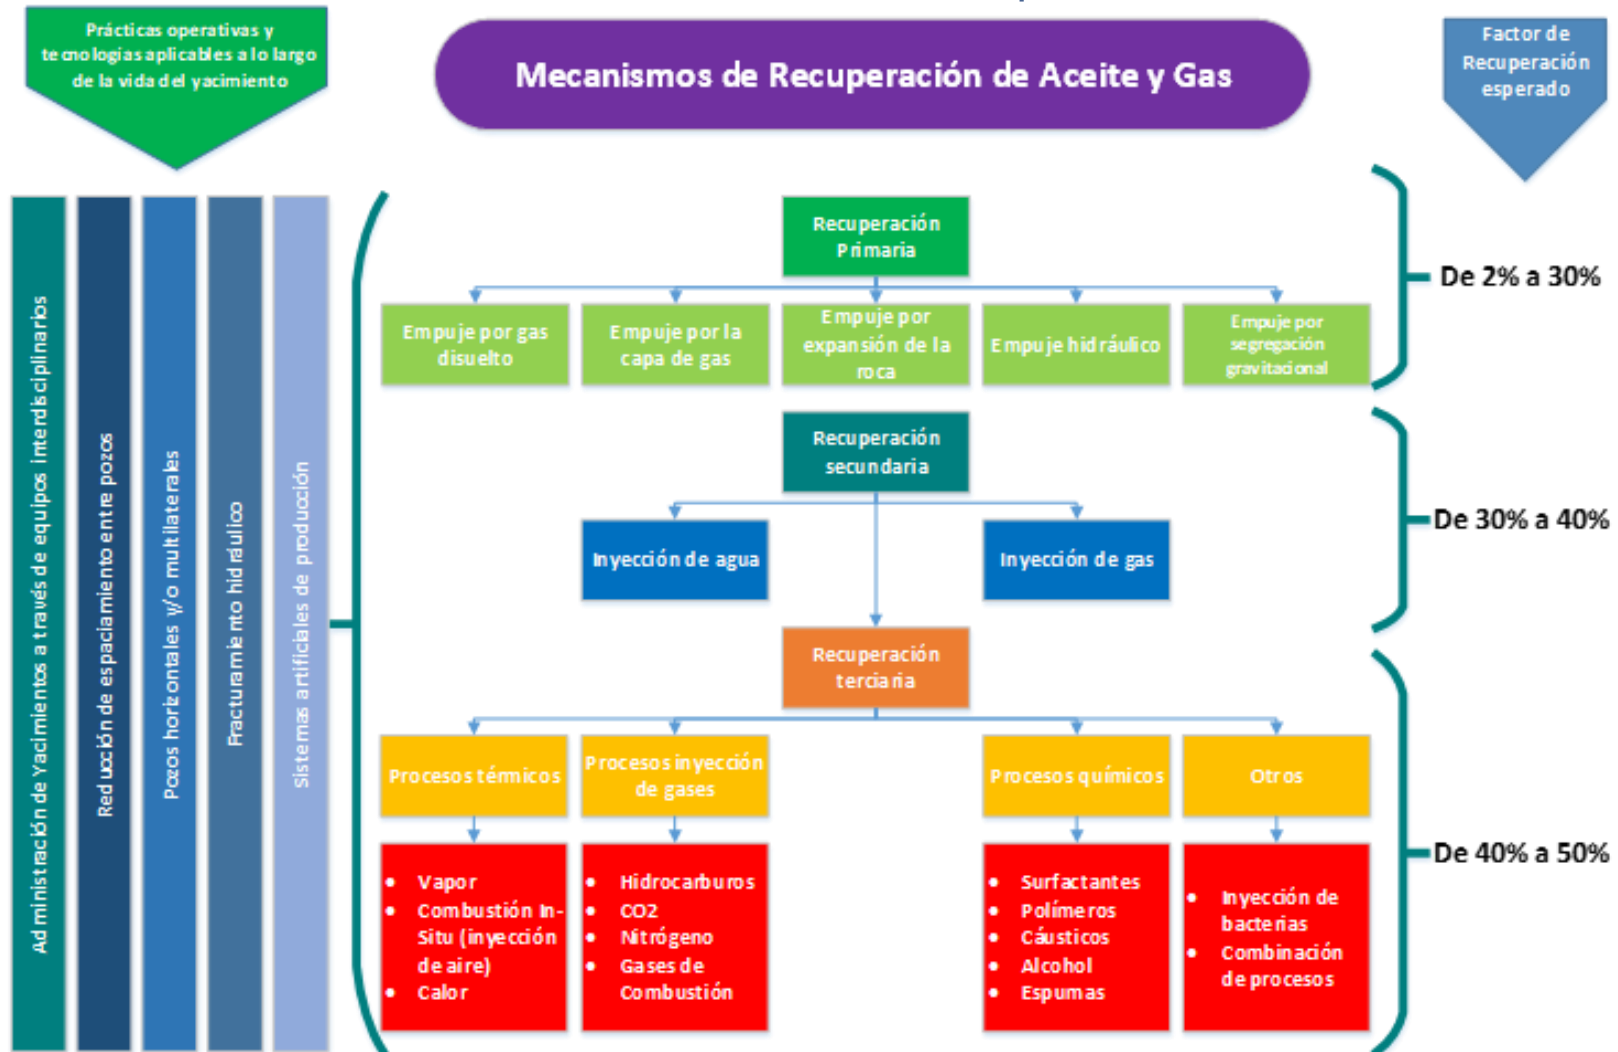 Prácticas operativas y
tecnologías aplicables a lo largo
de la vida del yacimiento
Mecanismos de Recuperación de Aceite y Gas
Factor de
Recuperación
esperado
Administración de Yacimientos a través de equipos interdisciplinarios
Reducción de espaciamiento entre pozos
Pozos horizontales y/o multilaterales
Fracturamiento hidráulico
Sistemas artificiales de producción
Recuperación
Primaria
De 2% a 30%
Empuje por gas
disuelto
Empuje por la
capa de gas
Empuje por
expansión de la
roca
Empuje hidráulico
Empuje por
segregación
gravitacional
Recuperación
secundaria
De 30% a 40%
Inyección de agua
Inyección de gas
Recuperación
terciaria
Procesos térmicos
Procesos inyección
de gases
Procesos químicos
Otros
De 40% a 50%
• Vapor
• Combustión In-
Situ (inyección
de aire)
• Calor
• Hidrocarburos
• CO2
• Nitrógeno
• Gases de
Combustión
• Surfactantes
• Polímeros
• Cáusticos
• Alcohol
• Espumas
• Inyección de
bacterias
• Combinación
de procesos